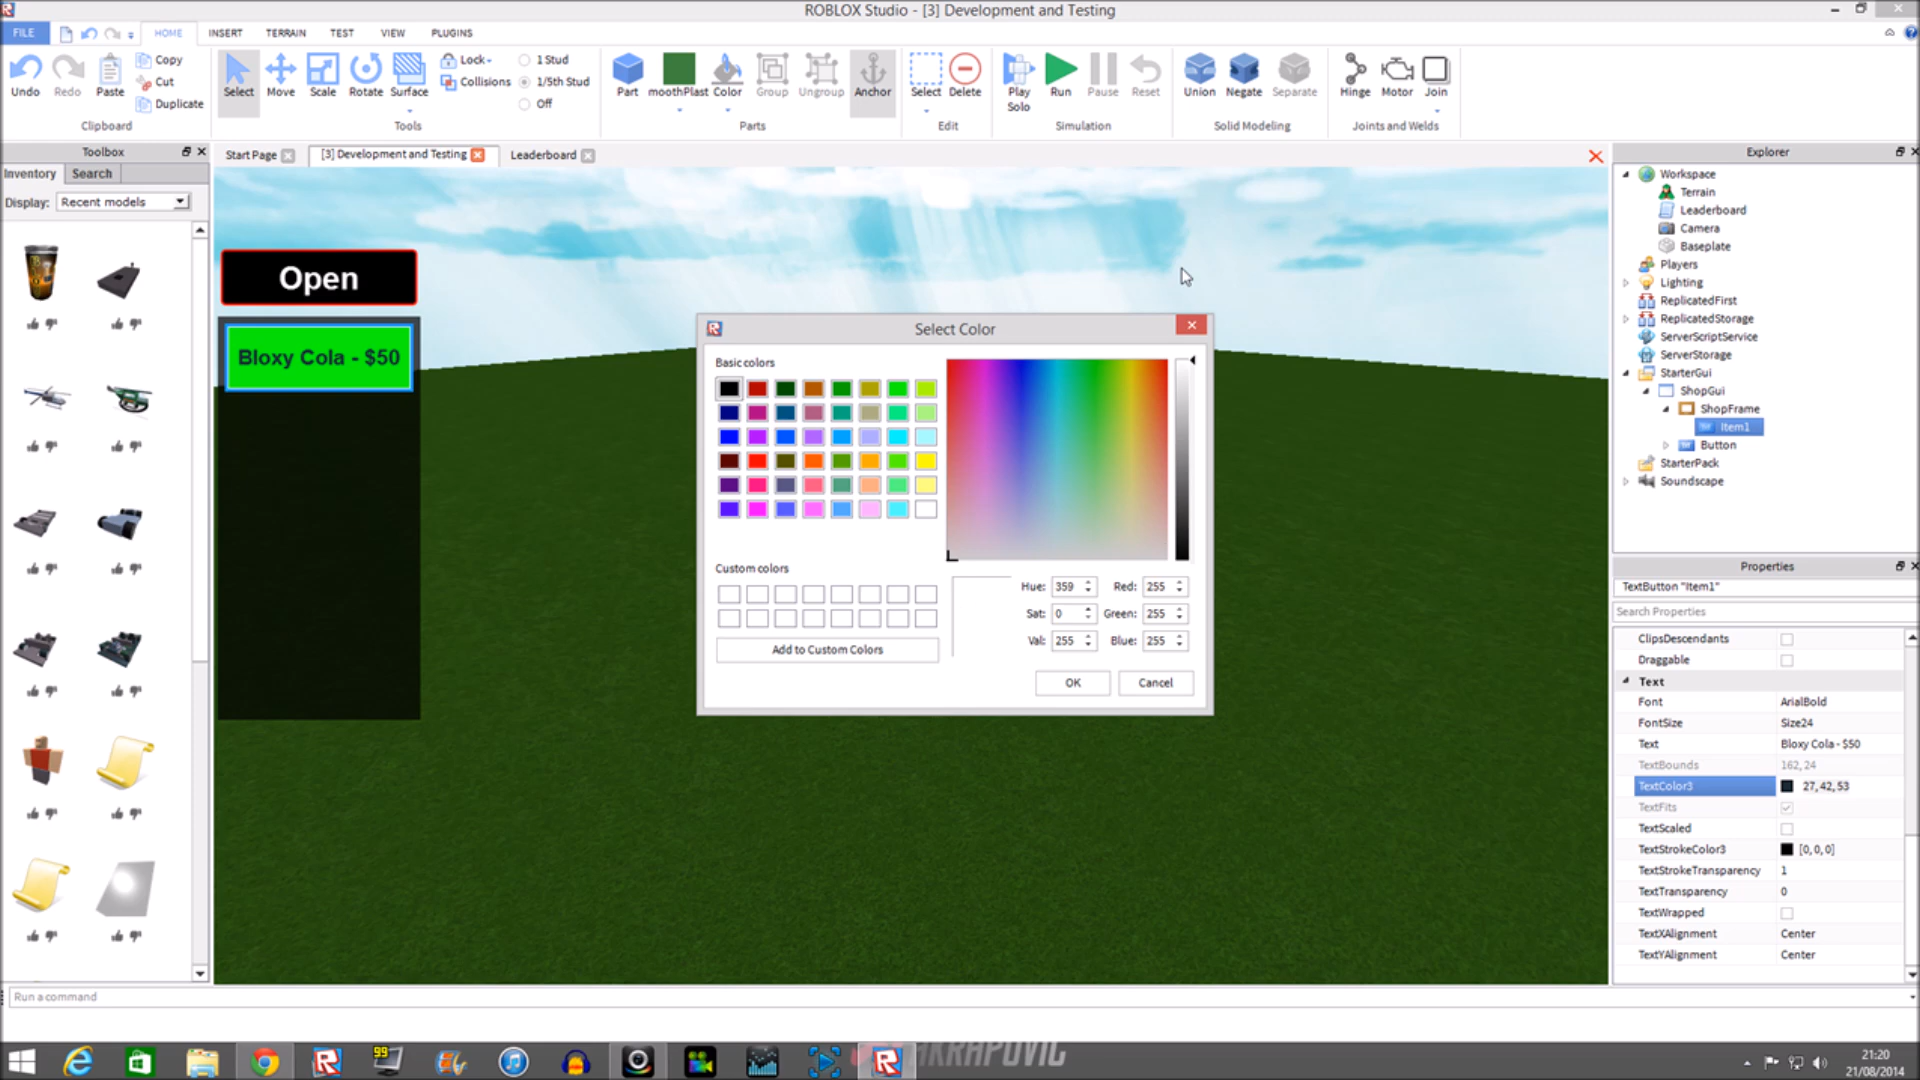 ROBLOX Studio - [3] Development and Testing
FILE HOME INSERT TERRAIN TEST VIEW PLUGINS
Undo Redo Paste Copy Cut Duplicate
Clipboard
Select Move Scale Rotate Surface
Lock Collisions
1 Stud
1/5th Stud
Off
Tools
Part moothPlast Color Group Ungroup Anchor
Parts
Select Delete
Edit
Play Solo Run Pause Reset
Simulation
Union Negate Separate
Solid Modeling
Hinge Motor Join
Joints and Welds
Toolbox
Inventory Search
Display: Recent models
Start Page [3] Development and Testing Leaderboard
Open
Bloxy Cola - $50
Select Color
Basic colors
Custom colors
Add to Custom Colors
Hue: 359 Red: 255
Sat: 0 Green: 255
Val: 255 Blue: 255
OK Cancel
Explorer
Workspace
Terrain
Leaderboard
Camera
Baseplate
Players
Lighting
ReplicatedFirst
ReplicatedStorage
ServerScriptService
ServerStorage
StarterGui
ShopGui
ShopFrame
Item1
Button
StarterPack
Soundscape
Properties
TextButton "Item1"
Search Properties
ClipsDescendants
Draggable
Text
Font ArialBold
FontSize Size24
Text Bloxy Cola - $50
TextBounds 162, 24
TextColor3 27, 42, 53
TextFits
TextScaled
TextStrokeColor3 [0, 0, 0]
TextStrokeTransparency 1
TextTransparency 0
TextWrapped
TextXAlignment Center
TextYAlignment Center
Run a command
99
AKRAPOVIC
21:20
21/08/2014